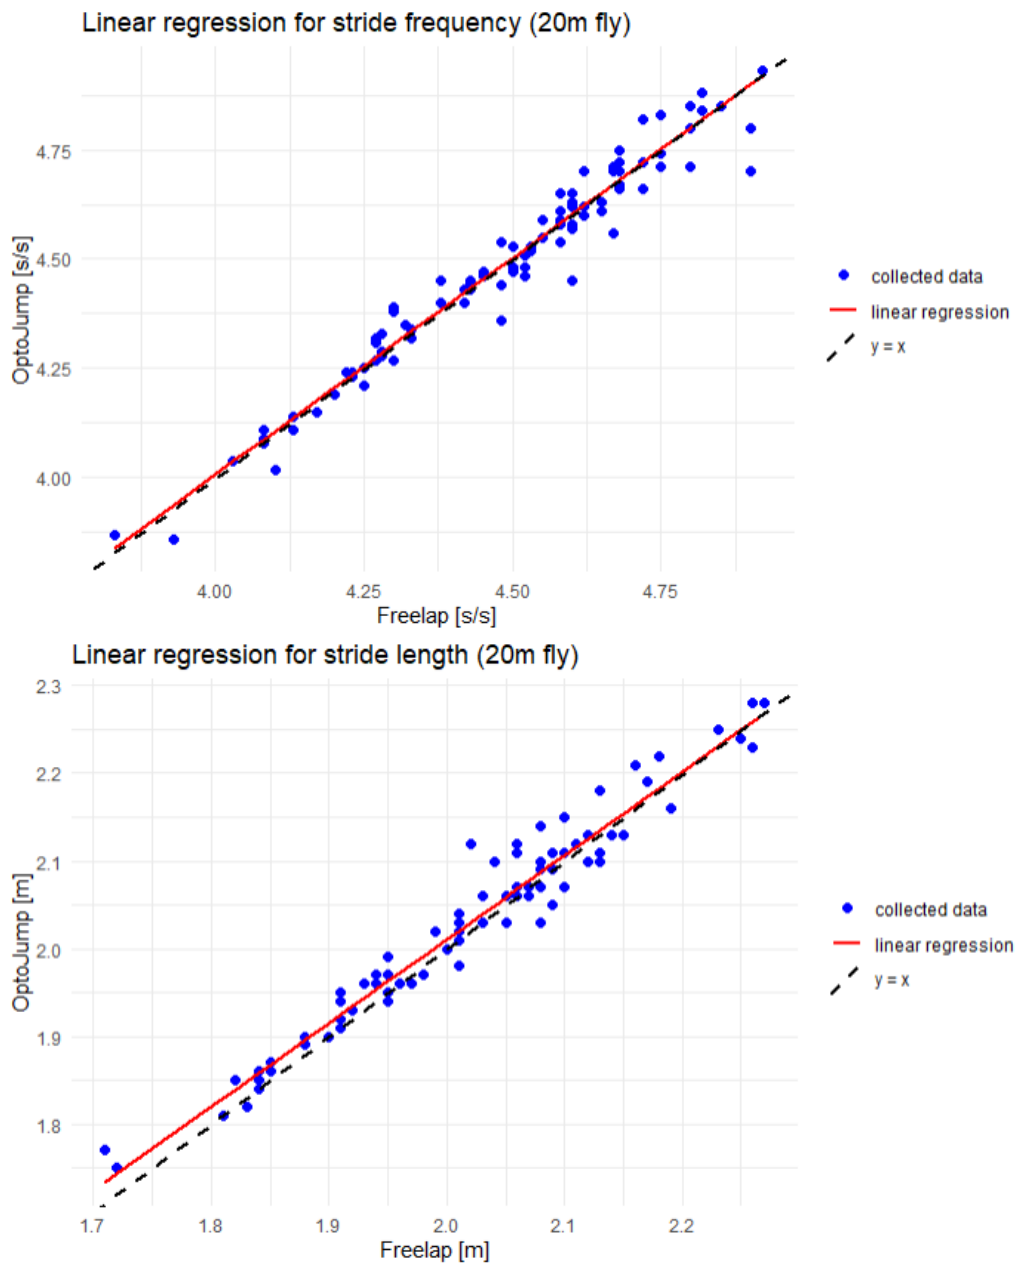 Linear regression for stride frequency (20m fly)
4.75
4.50
4.25
4.00
OptoJump [s/s]
4.00 4.25 4.50 4.75
Freelap [s/s]
collected data
linear regression
y = x
Linear regression for stride length (20m fly)
2.3
2.2
2.1
2.0
1.9
1.8
OptoJump [m]
1.7 1.8 1.9 2.0 2.1 2.2
Freelap [m]
collected data
linear regression
y = x